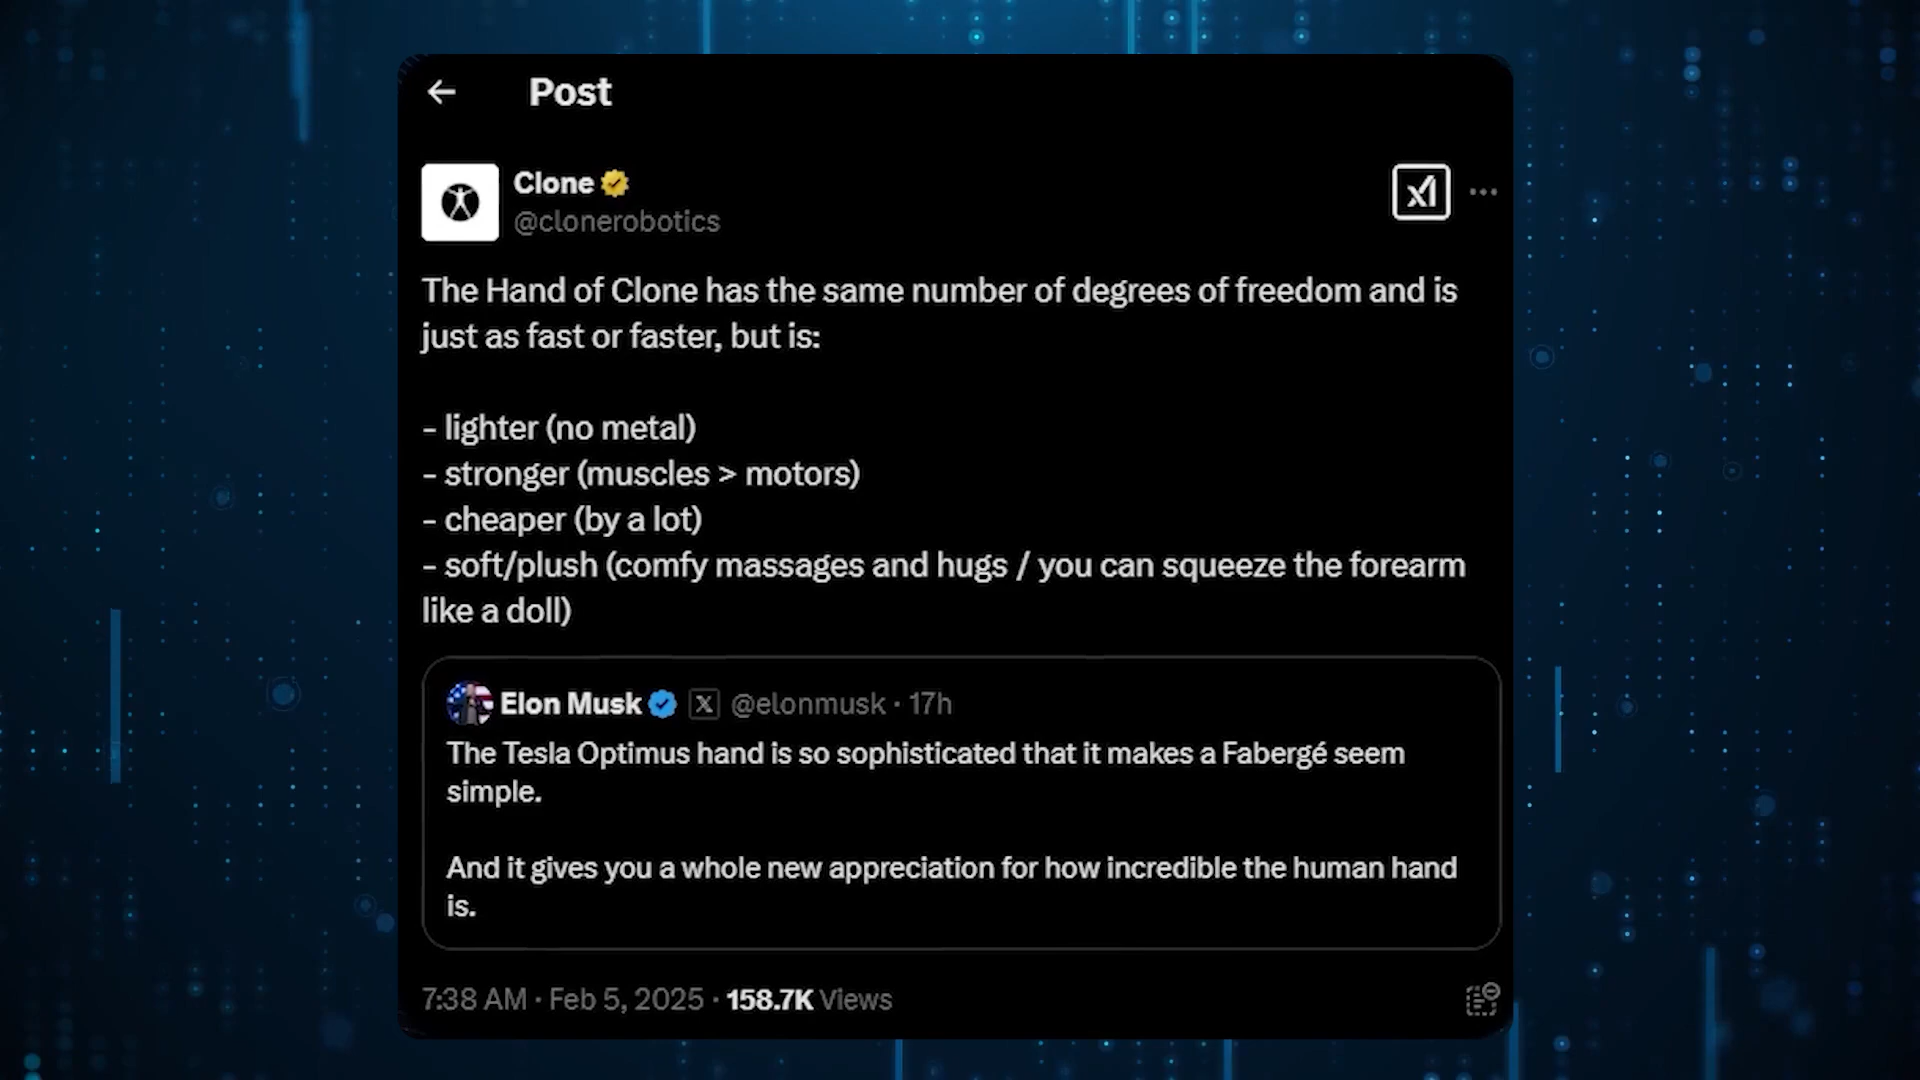 Post
Clone
@clonerobotics
The Hand of Clone has the same number of degrees of freedom and is
just as fast or faster, but is:
- lighter (no metal)
- stronger (muscles > motors)
- cheaper (by a lot)
- soft/plush (comfy massages and hugs / you can squeeze the forearm
like a doll)
Elon Musk X @elonmusk · 17h
The Tesla Optimus hand is so sophisticated that it makes a Fabergé seem
simple.
And it gives you a whole new appreciation for how incredible the human hand
is.
7:38 AM · Feb 5, 2025 · 158.7K Views